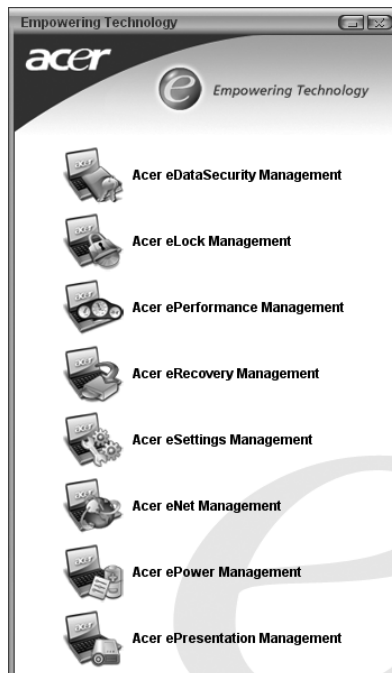 Empowering Technology
acer
e Empowering Technology
Acer eDataSecurity Management
Acer eLock Management
Acer ePerformance Management
Acer eRecovery Management
Acer eSettings Management
Acer eNet Management
Acer ePower Management
Acer ePresentation Management